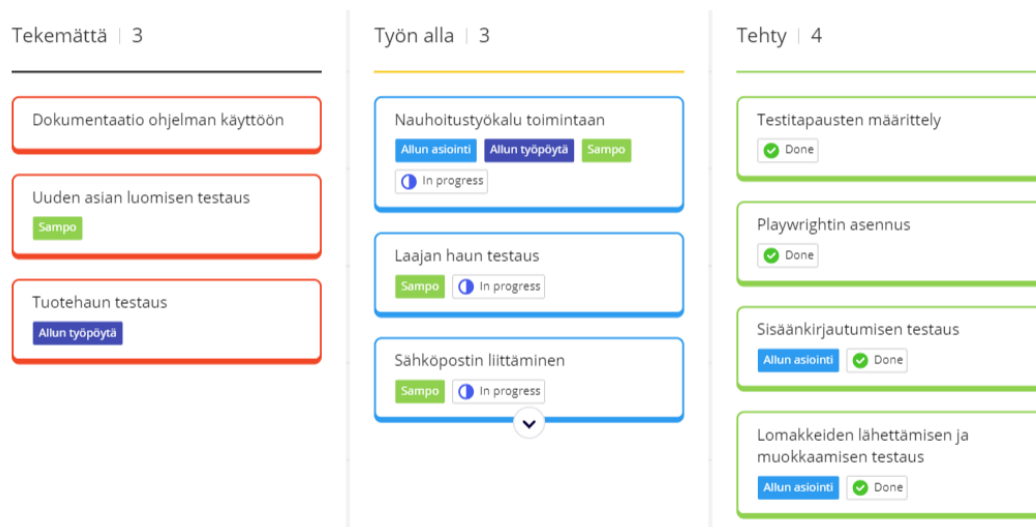 Tekemättä | 3
Dokumentaatio ohjelman käyttöön
Uuden asian luomisen testaus
Sampo
Tuotehaun testaus
Allun työpöytä
Työn alla | 3
Nauhoitustyökalu toimintaan
Allun asiointi Allun työpöytä Sampo
In progress
Laajan haun testaus
Sampo In progress
Sähköpostin liittäminen
Sampo In progress
Tehty | 4
Testitapausten määrittely
Done
Playwrightin asennus
Done
Sisäänkirjautumisen testaus
Allun asiointi Done
Lomakkeiden lähettämisen ja
muokkaamisen testaus
Allun asiointi Done